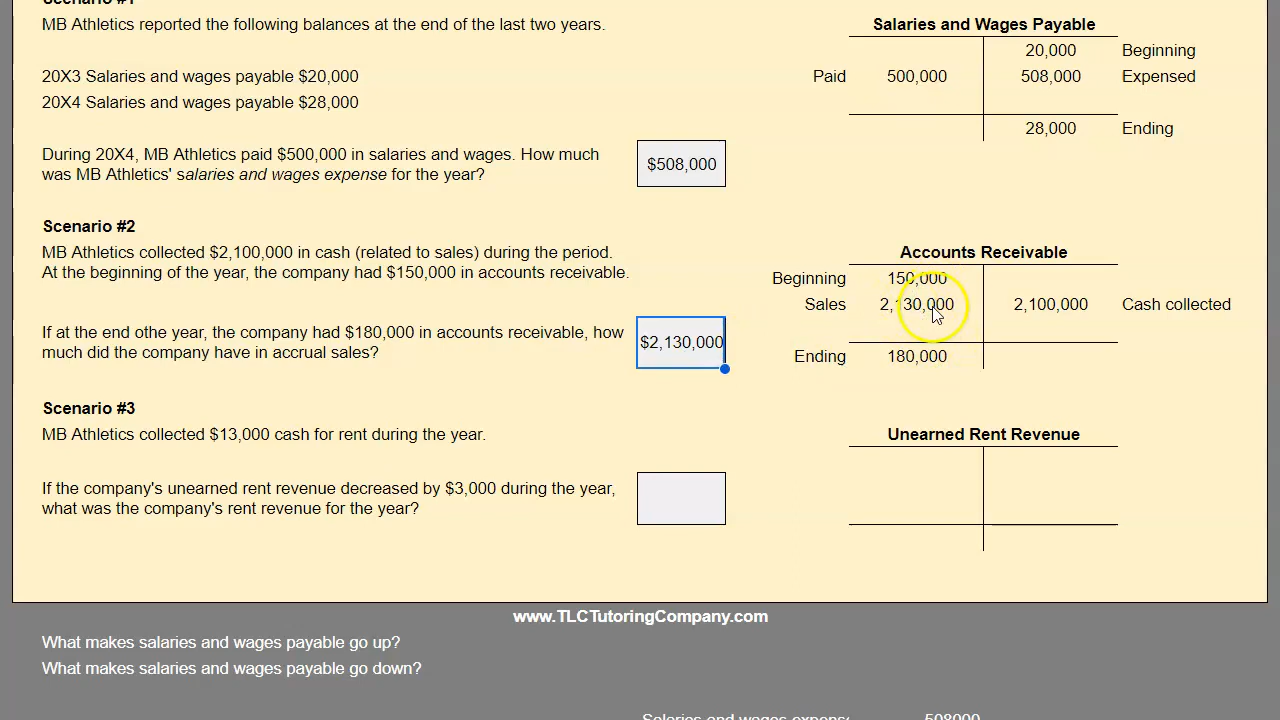 Scenario #1
MB Athletics reported the following balances at the end of the last two years.
20X3 Salaries and wages payable $20,000
20X4 Salaries and wages payable $28,000
During 20X4, MB Athletics paid $500,000 in salaries and wages. How much
was MB Athletics' salaries and wages expense for the year?
$508,000
Salaries and Wages Payable
20,000 Beginning
Paid 500,000 508,000 Expensed
28,000 Ending
Scenario #2
MB Athletics collected $2,100,000 in cash (related to sales) during the period.
At the beginning of the year, the company had $150,000 in accounts receivable.
If at the end othe year, the company had $180,000 in accounts receivable, how
much did the company have in accrual sales?
$2,130,000
Accounts Receivable
Beginning 150,000
Sales 2,130,000 2,100,000 Cash collected
Ending 180,000
Scenario #3
MB Athletics collected $13,000 cash for rent during the year.
If the company's unearned rent revenue decreased by $3,000 during the year,
what was the company's rent revenue for the year?
Unearned Rent Revenue
www.TLCTutoringCompany.com
What makes salaries and wages payable go up?
What makes salaries and wages payable go down?
Salaries and wages expense 508000